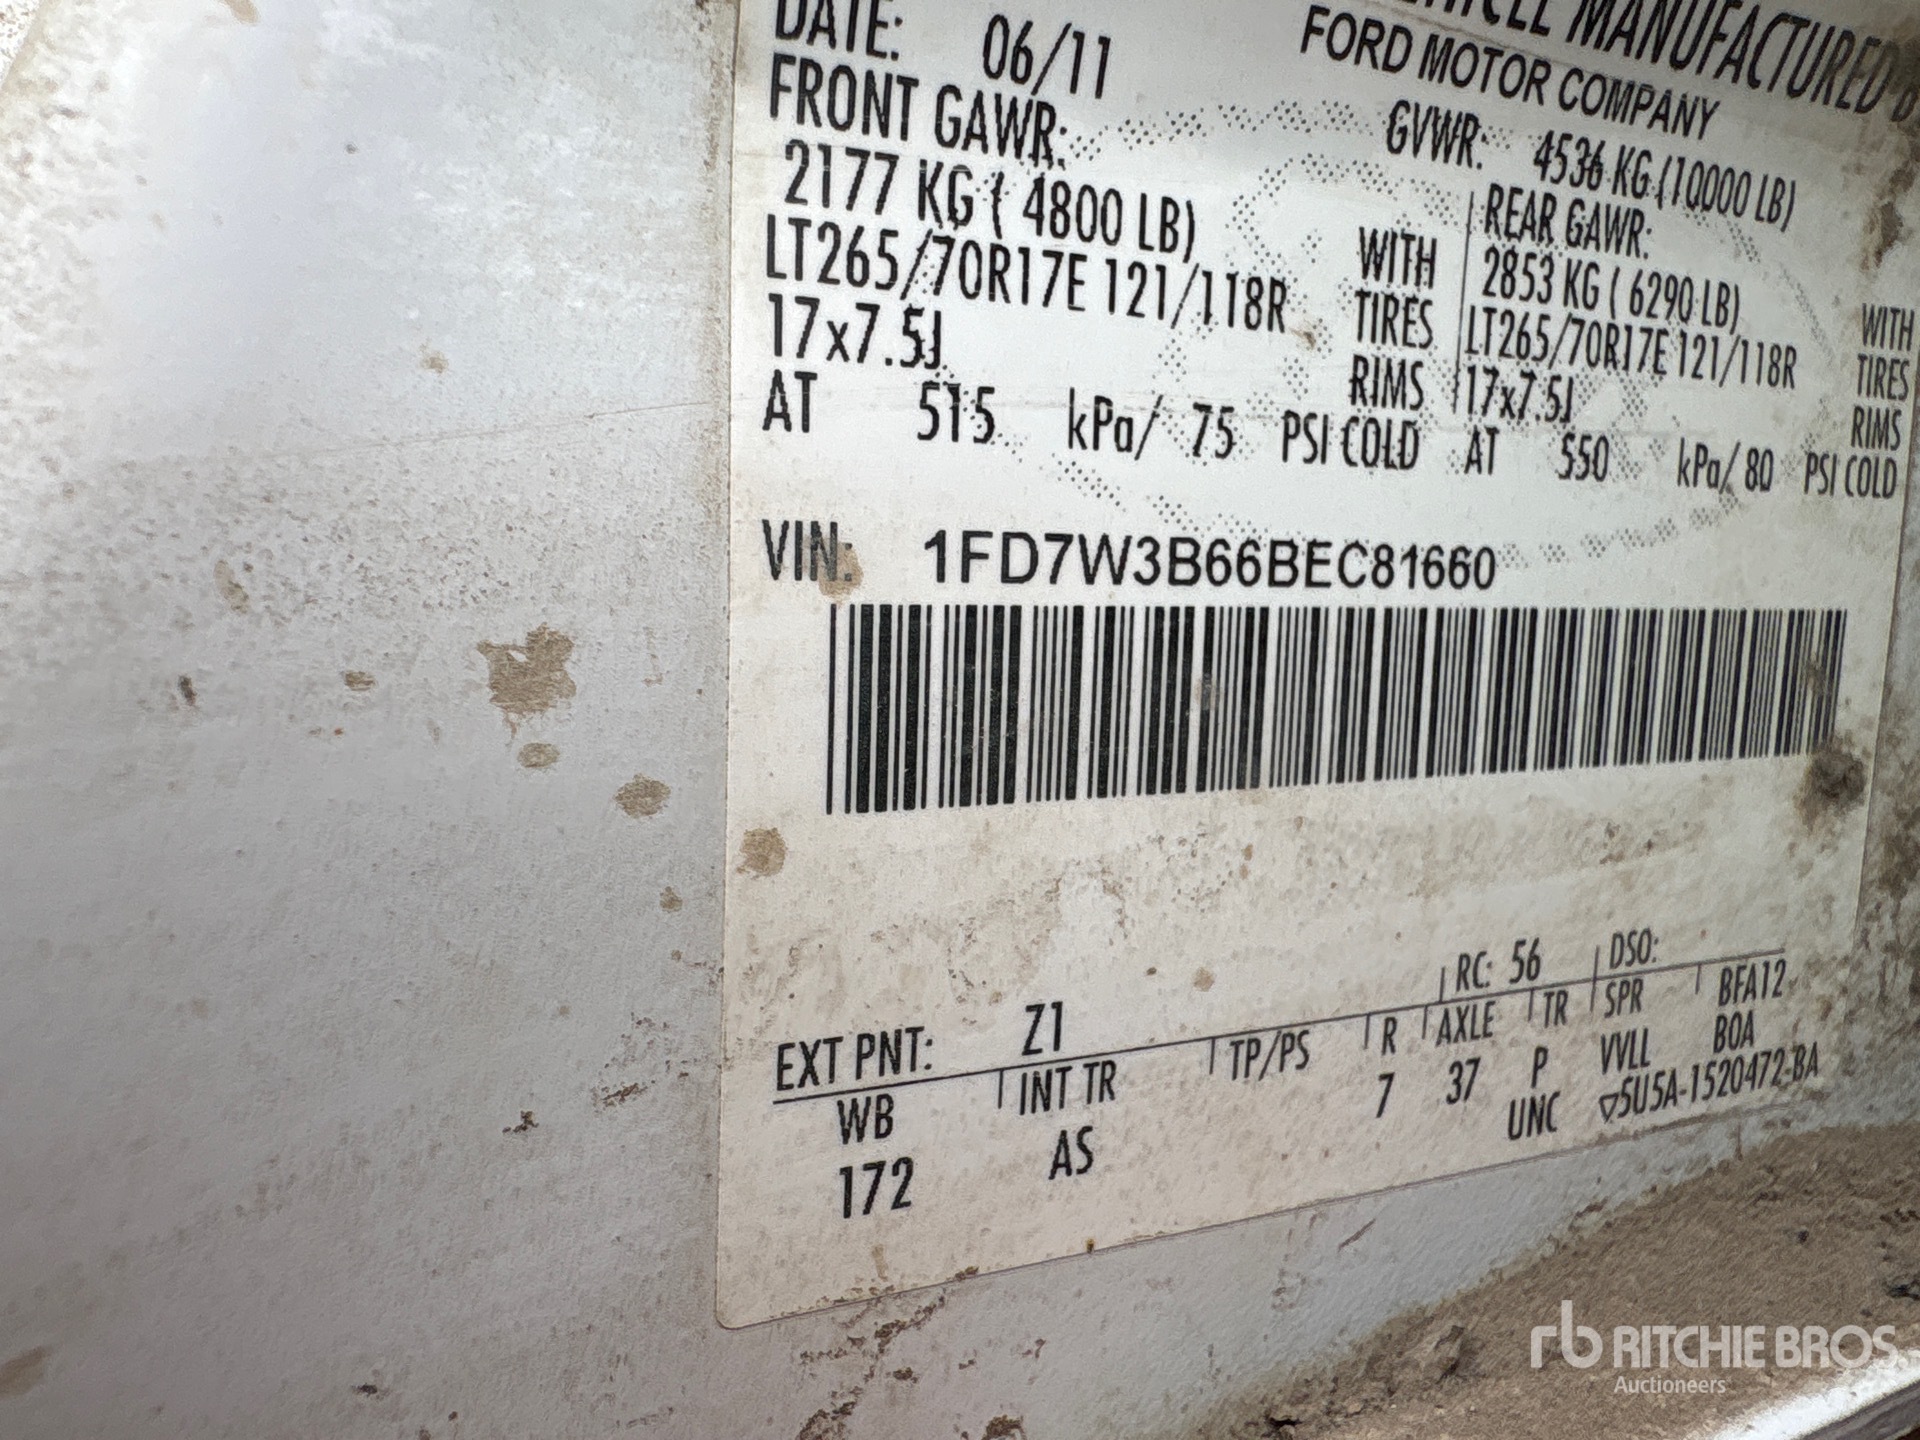 DATE: 06/11
VEHICLE MANUFACTURED B
FORD MOTOR COMPANY
FRONT GAWR:
GVWR: 4536 KG (10000 LB)
2177 KG ( 4800 LB)
WITH
REAR GAWR:
2853 KG ( 6290 LB)
WITH
LT265/70R17E 121/118R
TIRES
LT265/70R17E 121/118R
TIRES
17x7.5J
RIMS
17x7.5J
RIMS
AT 515 kPa/ 75 PSI COLD
AT 550 kPa/ 80 PSI COLD
VIN: 1FD7W3B66BEC81660
EXT PNT: Z1
RC: 56
DSO:
WB
INT TR
TP/PS
R
AXLE
TR
SPR
BFA12
172
AS
7
37
P
VVLL
BOA
UNC
▽5U5A-1520472-BA
rb RITCHIE BROS.
Auctioneers